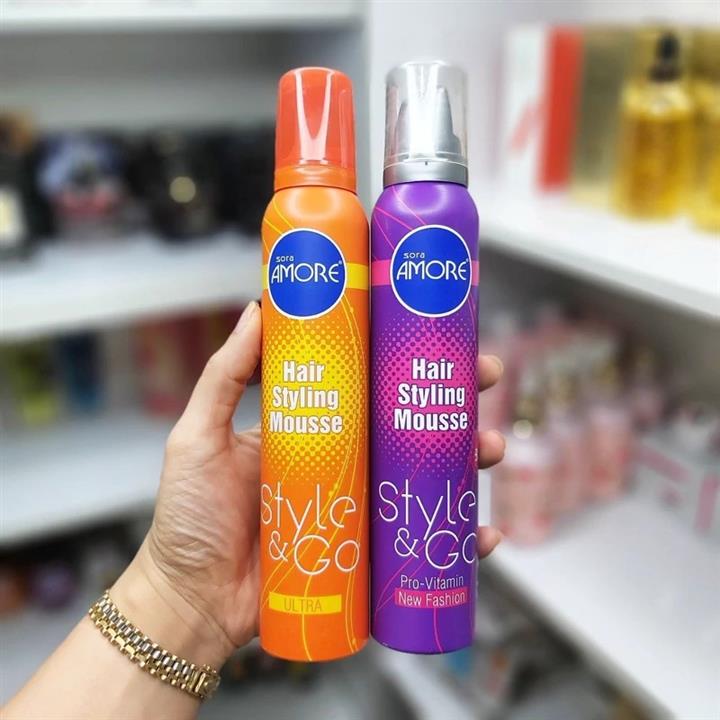 sora
AMORE®
Hair
Styling
Mousse
Style
& Go
ULTRA
sora
AMORE®
Hair
Styling
Mousse
Style
& Go
Pro-Vitamin
New Fashion